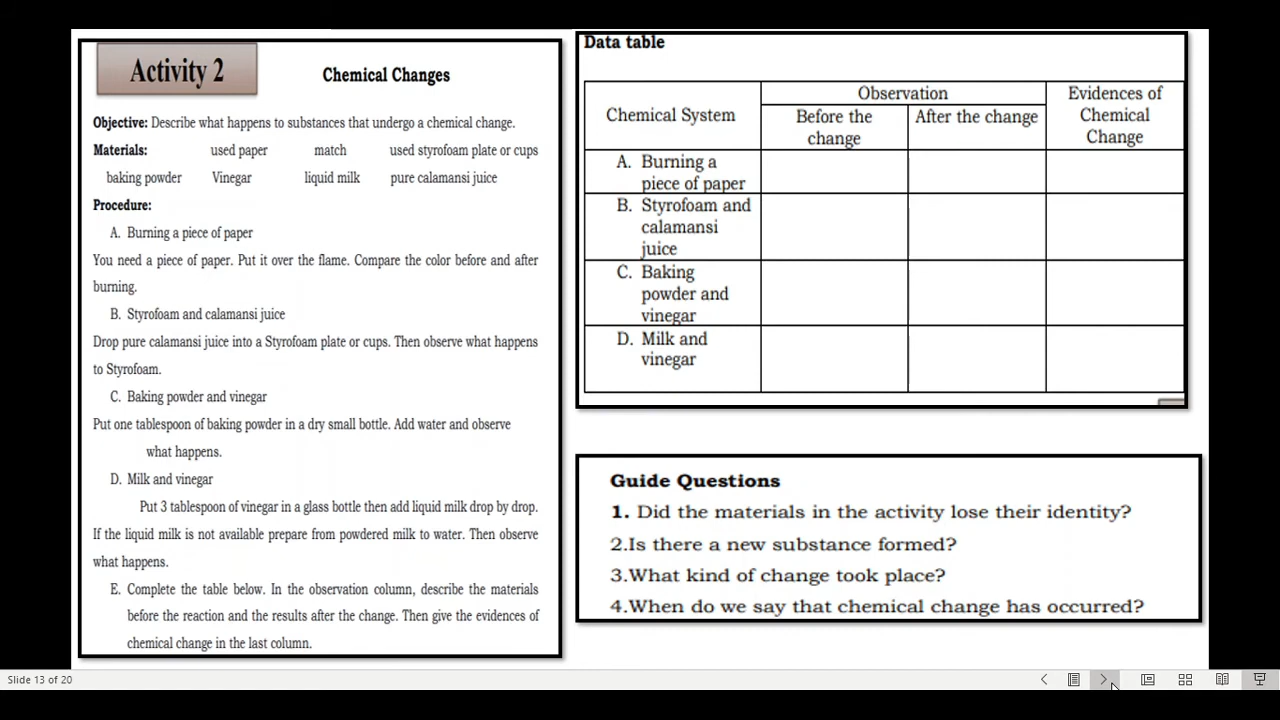 Activity 2
Chemical Changes
Objective: Describe what happens to substances that undergo a chemical change.
Materials: used paper match used styrofoam plate or cups
baking powder Vinegar liquid milk pure calamansi juice
Procedure:
A. Burning a piece of paper
You need a piece of paper. Put it over the flame. Compare the color before and after
burning.
B. Styrofoam and calamansi juice
Drop pure calamansi juice into a Styrofoam plate or cups. Then observe what happens
to Styrofoam.
C. Baking powder and vinegar
Put one tablespoon of baking powder in a dry small bottle. Add water and observe
what happens.
D. Milk and vinegar
Put 3 tablespoon of vinegar in a glass bottle then add liquid milk drop by drop.
If the liquid milk is not available prepare from powdered milk to water. Then observe
what happens.
E. Complete the table below. In the observation column, describe the materials
before the reaction and the results after the change. Then give the evidences of
chemical change in the last column.
Data table
Chemical System
Observation
Before the
change
After the change
Evidences of
Chemical
Change
A. Burning a
piece of paper
B. Styrofoam and
calamansi
juice
C. Baking
powder and
vinegar
D. Milk and
vinegar
Guide Questions
1. Did the materials in the activity lose their identity?
2.Is there a new substance formed?
3.What kind of change took place?
4.When do we say that chemical change has occurred?
Slide 13 of 20